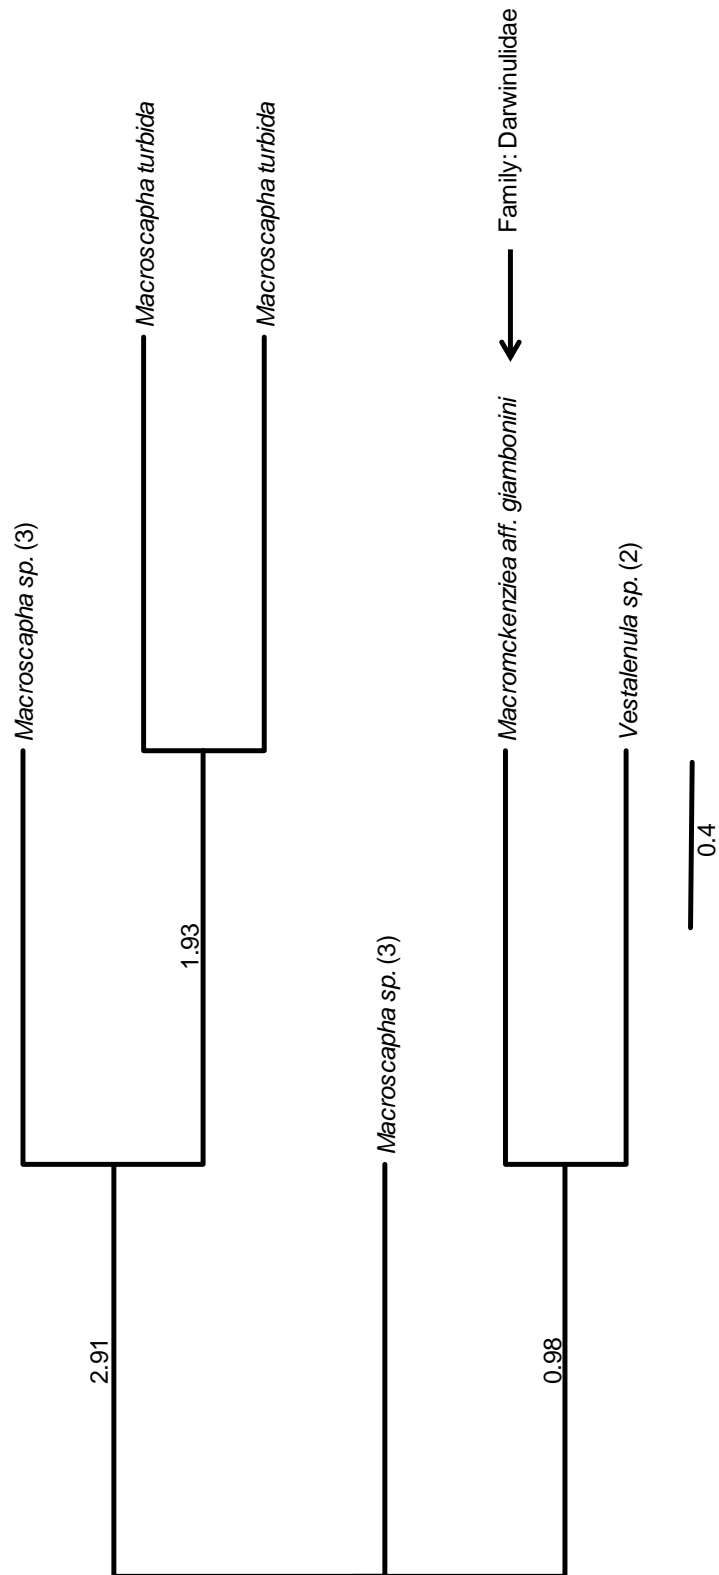 Macroscapha sp. (3)
Macroscapha turbida
Macroscapha turbida
Macroscapha sp. (3)
Macromckenziea aff. giambonini
Family: Darwinulidae
Vestalenula sp. (2)
2.91
1.93
0.98
0.4